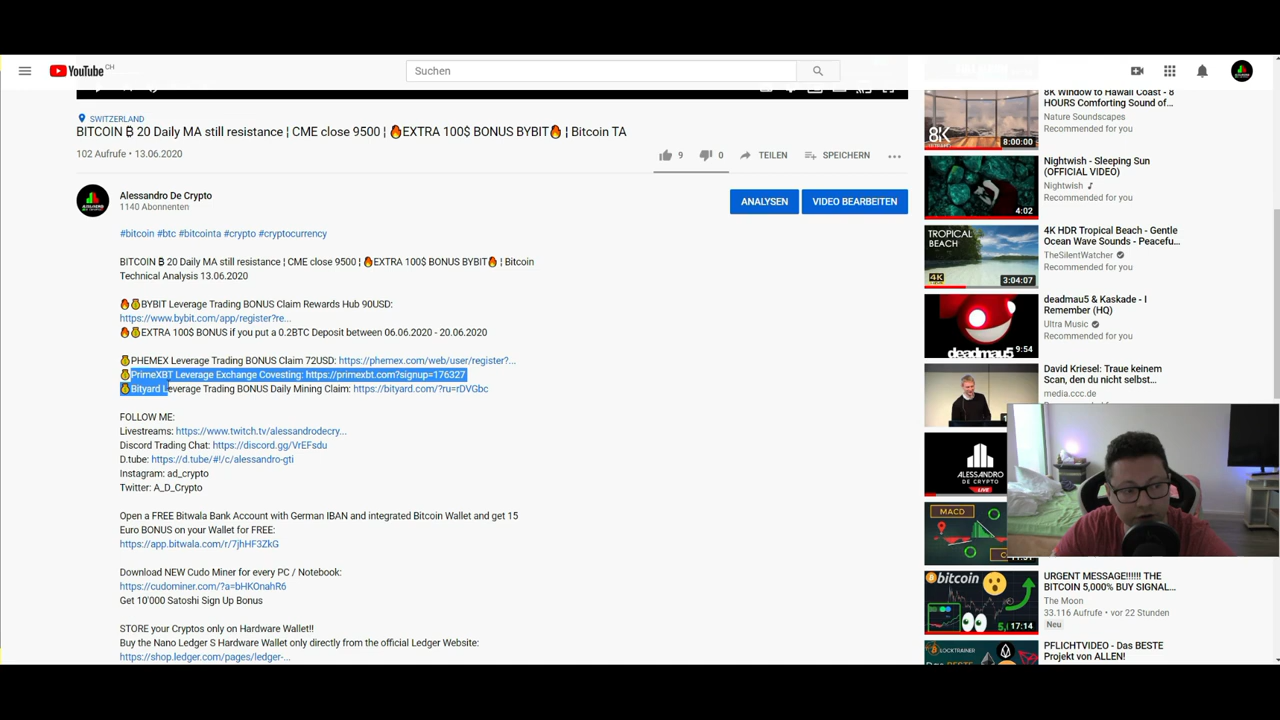 YouTube CH
Suchen
SWITZERLAND
BITCOIN ₿ 20 Daily MA still resistance ¦ CME close 9500 ¦ 🔥EXTRA 100$ BONUS BYBIT🔥 ¦ Bitcoin TA
102 Aufrufe • 13.06.2020
9
0
TEILEN
SPEICHERN
Alessandro De Crypto
1140 Abonnenten
ANALYSEN
VIDEO BEARBEITEN
#bitcoin #btc #bitcointa #crypto #cryptocurrency
BITCOIN ₿ 20 Daily MA still resistance ¦ CME close 9500 ¦ 🔥EXTRA 100$ BONUS BYBIT🔥 ¦ Bitcoin
Technical Analysis 13.06.2020
🔥💰BYBIT Leverage Trading BONUS Claim Rewards Hub 90USD:
https://www.bybit.com/app/register?re...
🔥💰EXTRA 100$ BONUS if you put a 0.2BTC Deposit between 06.06.2020 - 20.06.2020
💰PHEMEX Leverage Trading BONUS Claim 72USD: https://phemex.com/web/user/register?...
💰PrimeXBT Leverage Exchange Covesting: https://primexbt.com?signup=176327
💰Bityard Leverage Trading BONUS Daily Mining Claim: https://bityard.com/?ru=rDVGbc
FOLLOW ME:
Livestreams: https://www.twitch.tv/alessandrodecry...
Discord Trading Chat: https://discord.gg/VrEFsdu
D.tube: https://d.tube/#!/c/alessandro-gti
Instagram: ad_crypto
Twitter: A_D_Crypto
Open a FREE Bitwala Bank Account with German IBAN and integrated Bitcoin Wallet and get 15
Euro BONUS on your Wallet for FREE:
https://app.bitwala.com/r/7jhHF3ZkG
Download NEW Cudo Miner for every PC / Notebook:
https://cudominer.com/?a=bHKOnahR6
Get 10'000 Satoshi Sign Up Bonus
STORE your Cryptos only on Hardware Wallet!!
Buy the Nano Ledger S Hardware Wallet only directly from the official Ledger Website:
https://shop.ledger.com/pages/ledger-...
8K Window to Hawaii Coast - 8
HOURS Comforting Sound of...
Nature Soundscapes
Recommended for you
8K
8:00:00
Nightwish - Sleeping Sun
(OFFICIAL VIDEO)
Nightwish
Recommended for you
4:02
4K HDR Tropical Beach - Gentle
Ocean Wave Sounds - Peacefu...
TheSilentWatcher
Recommended for you
TROPICAL
BEACH
4K
3:04:07
deadmau5 & Kaskade - I
Remember (HQ)
Ultra Music
Recommended for you
deadmau5
9:54
David Kriesel: Traue keinem
Scan, den du nicht selbst...
media.ccc.de
ALESSANDRO
DE CRYPTO
LIVE
MACD
URGENT MESSAGE!!!!!! THE
BITCOIN 5,000% BUY SIGNAL...
The Moon
33.116 Aufrufe • vor 22 Stunden
Neu
bitcoin
17:14
PFLICHTVIDEO - Das BESTE
Projekt von ALLEN!